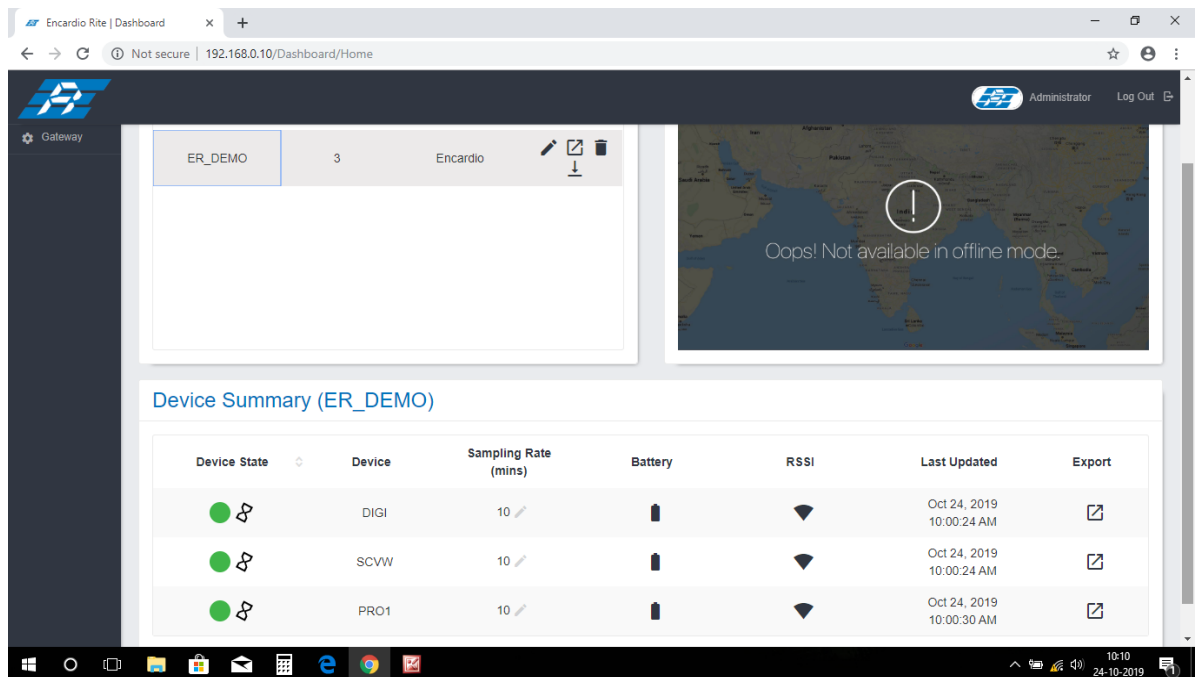 Encardio Rite | Dashboard
Not secure | 192.168.0.10/Dashboard/Home
Administrator
Log Out
Gateway
ER_DEMO 3 Encardio
Oops! Not available in offline mode.
Device Summary (ER_DEMO)
Device State Device Sampling Rate (mins) Battery RSSI Last Updated Export
DIGI 10 Oct 24, 2019
10:00:24 AM
SCVW 10 Oct 24, 2019
10:00:24 AM
PRO1 10 Oct 24, 2019
10:00:30 AM
10:10
24-10-2019